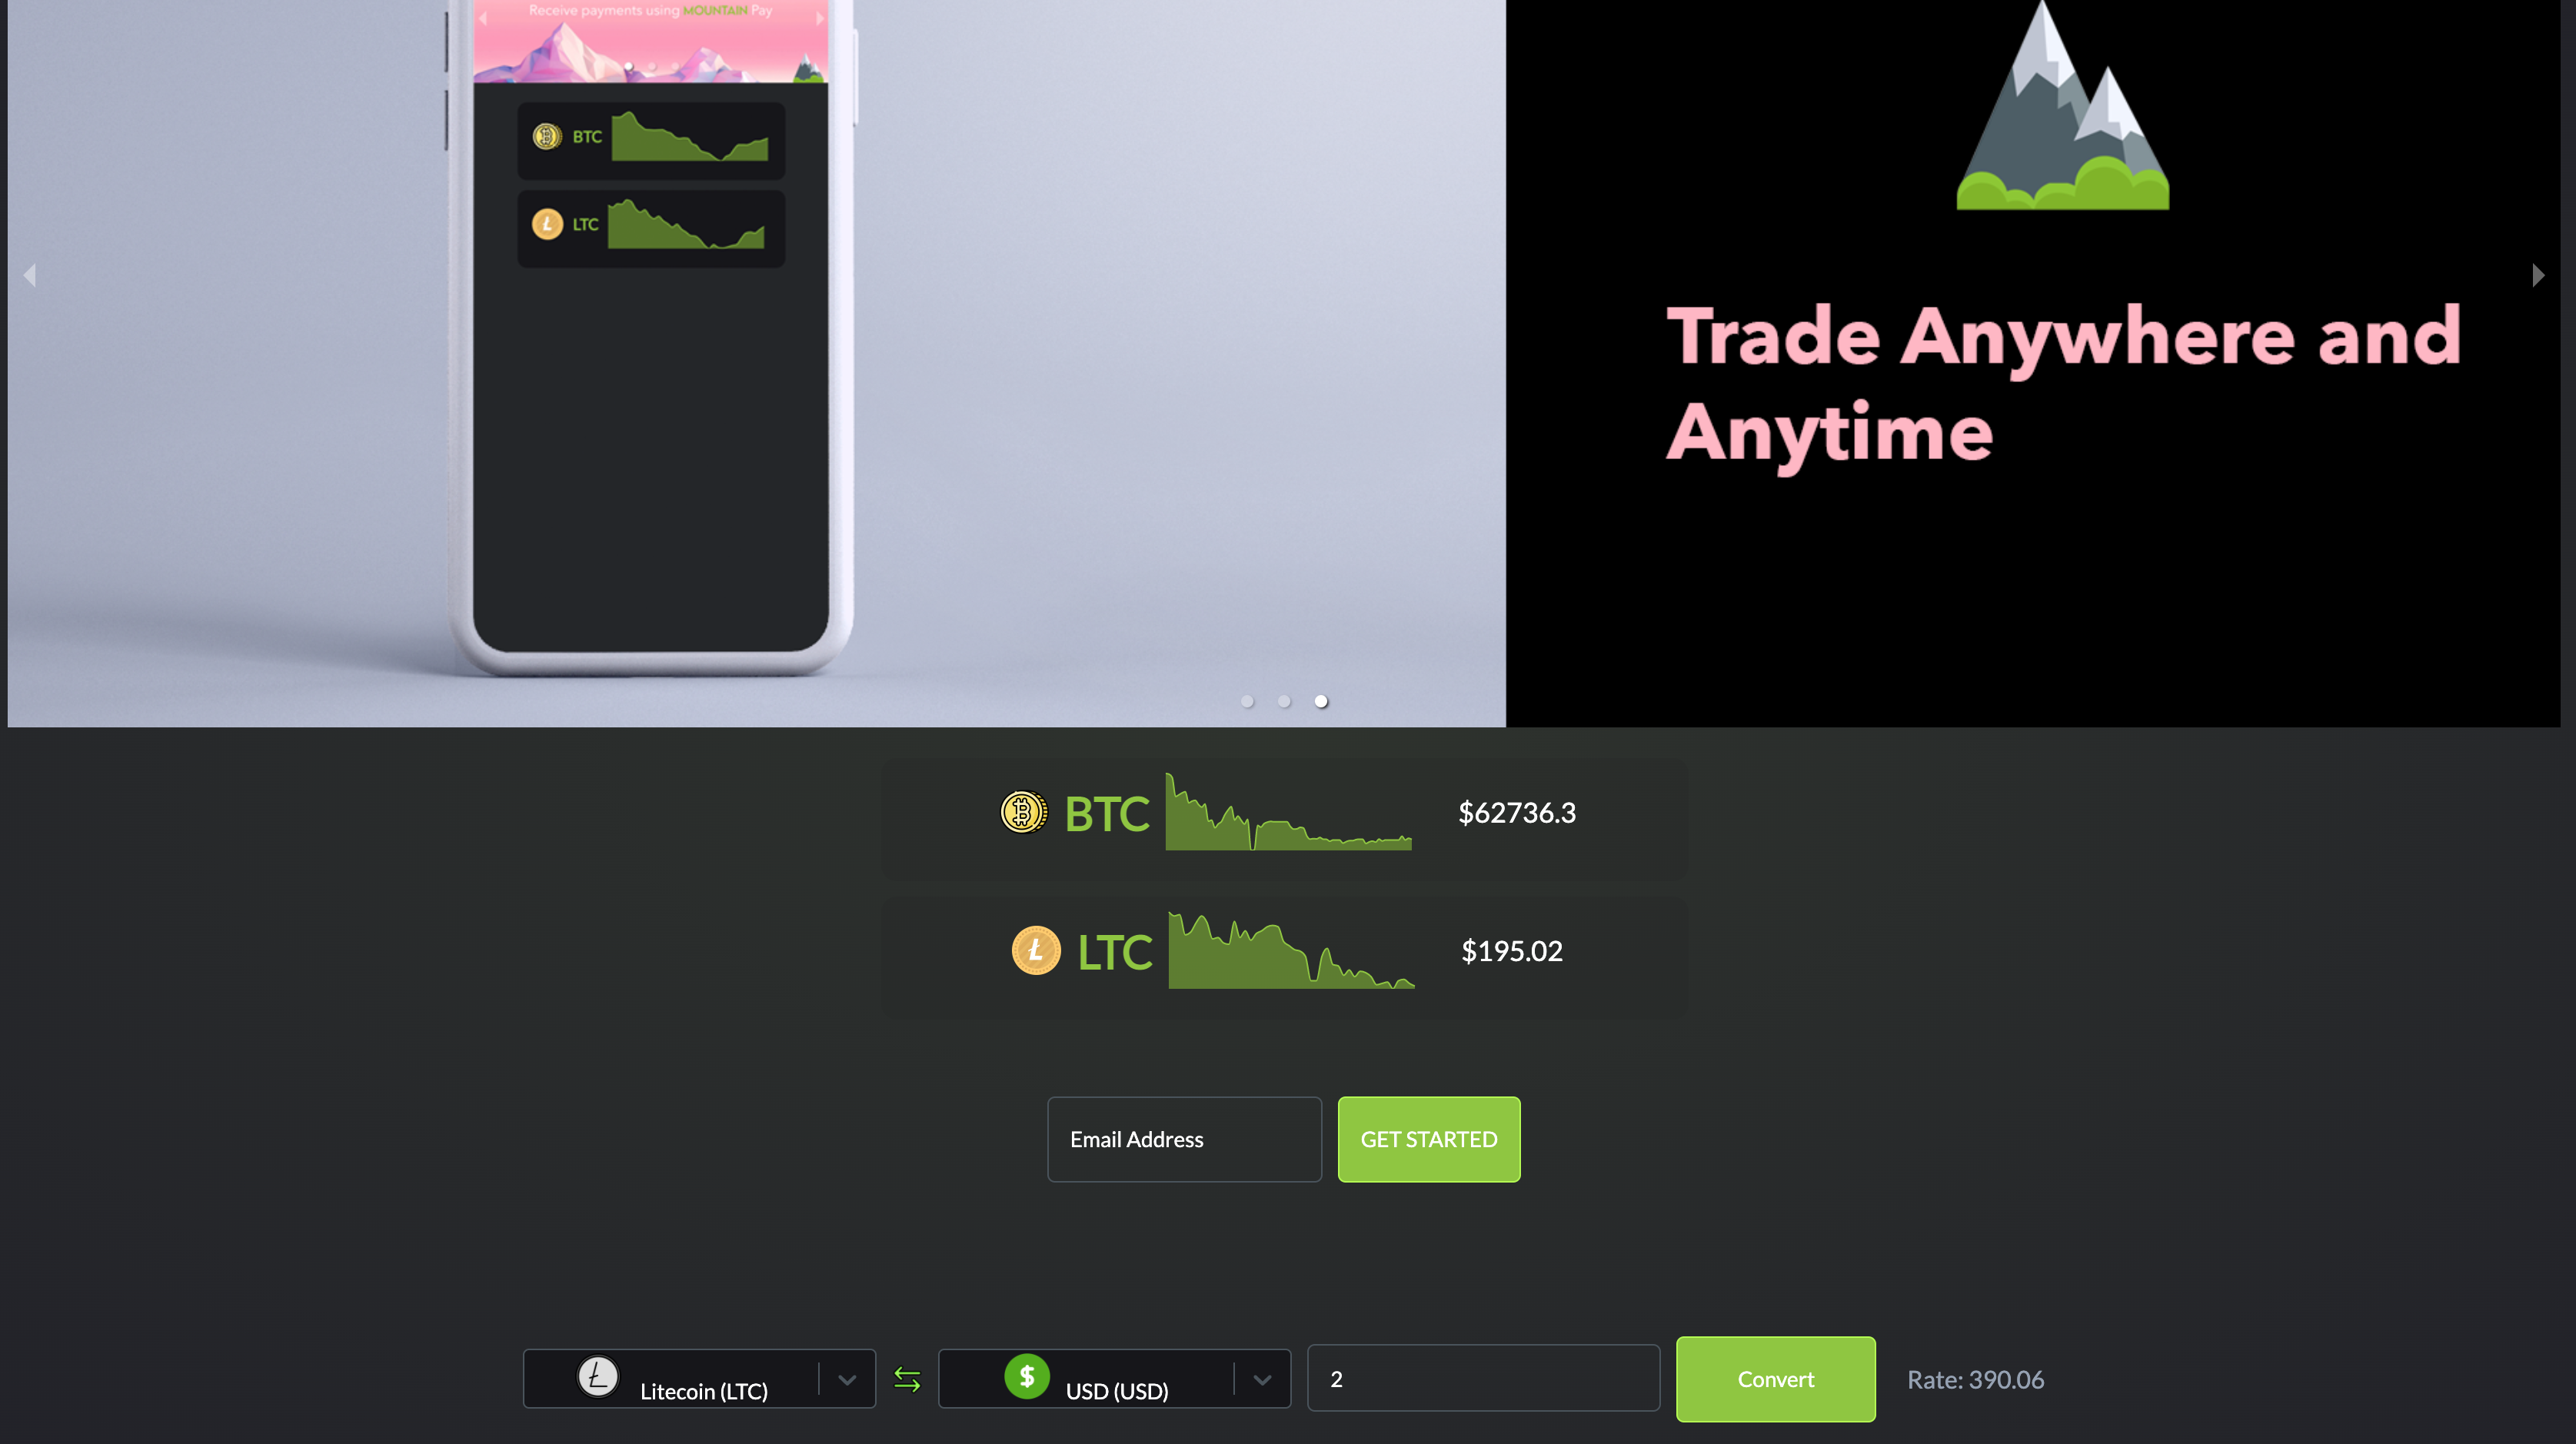 Receive payments using MOUNTAIN Pay
BTC
LTC
Trade Anywhere and
Anytime
BTC $62736.3
LTC $195.02
Email Address GET STARTED
Litecoin (LTC) USD (USD) 2 Convert Rate: 390.06